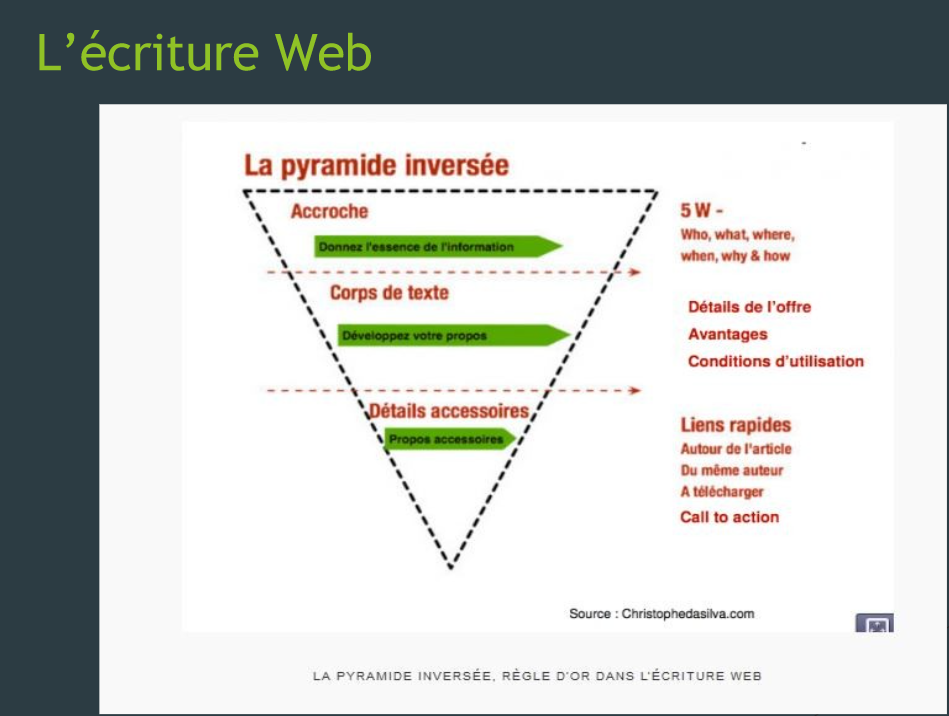 L'écriture Web
La pyramide inversée
Accroche
Donnez l'essence de l'information
5 W -
Who, what, where,
when, why & how
Corps de texte
Développez votre propos
Détails de l'offre
Avantages
Conditions d'utilisation
Détails accessoires
Propos accessoires
Liens rapides
Autour de l'article
Du même auteur
A télécharger
Call to action
Source : Christophedasilva.com
LA PYRAMIDE INVERSÉE, RÈGLE D'OR DANS L'ÉCRITURE WEB